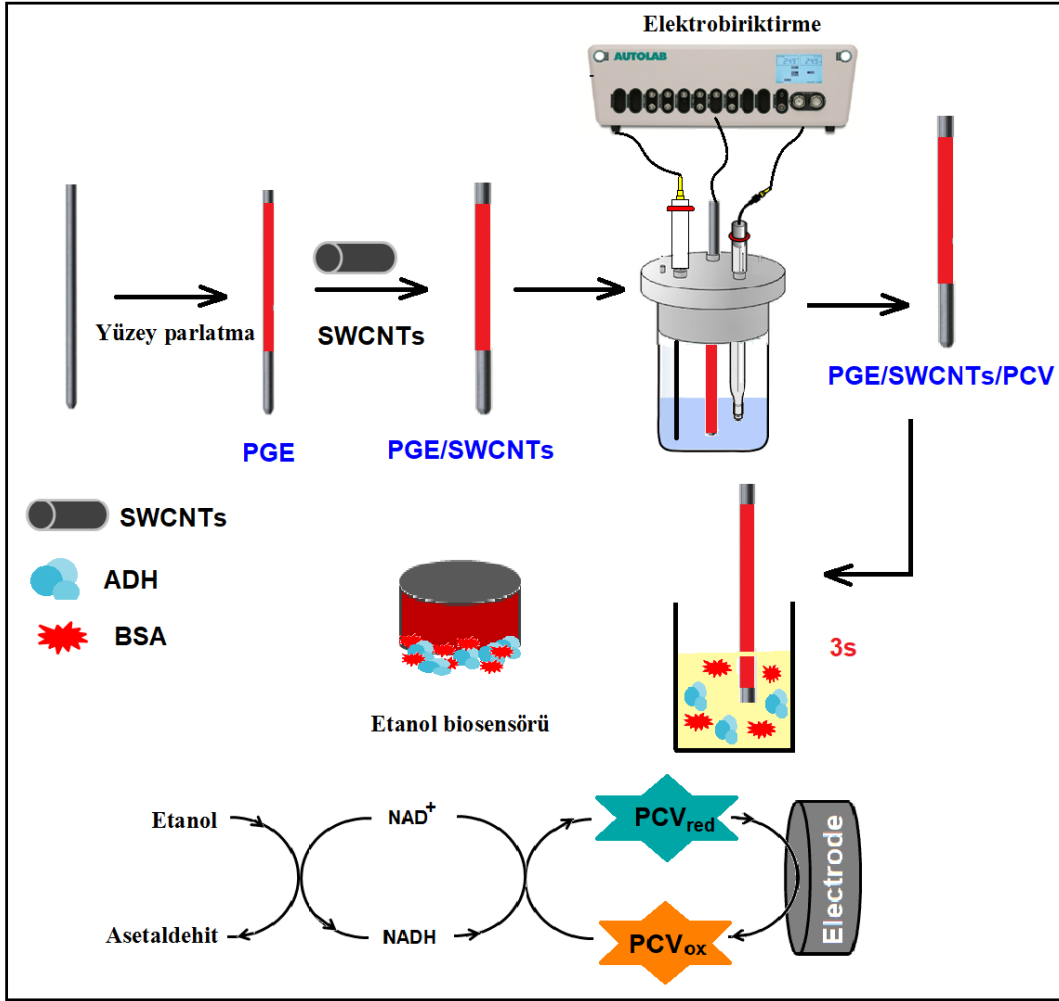 Elektrobiriktirme
AUTOLAB
Yüzey parlatma
SWCNTs
PGE
PGE/SWCNTs
PGE/SWCNTs/PCV
SWCNTs
ADH
BSA
3s
Etanol biosensörü
Etanol
NAD+
PCVred
Electrode
Asetaldehit
NADH
PCVox